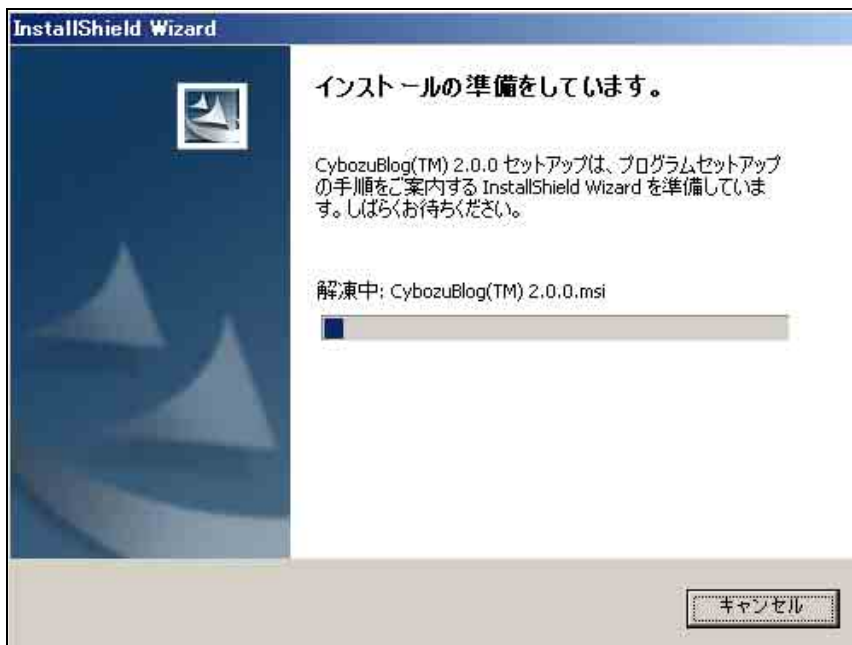 InstallShield Wizard
インストールの準備をしています。
CybozuBlog(TM) 2.0.0 セットアップは、プログラムセットアップ
の手順をご案内する InstallShield Wizard を準備していま
す。しばらくお待ちください。
解凍中: CybozuBlog(TM) 2.0.0.msi
キャンセル